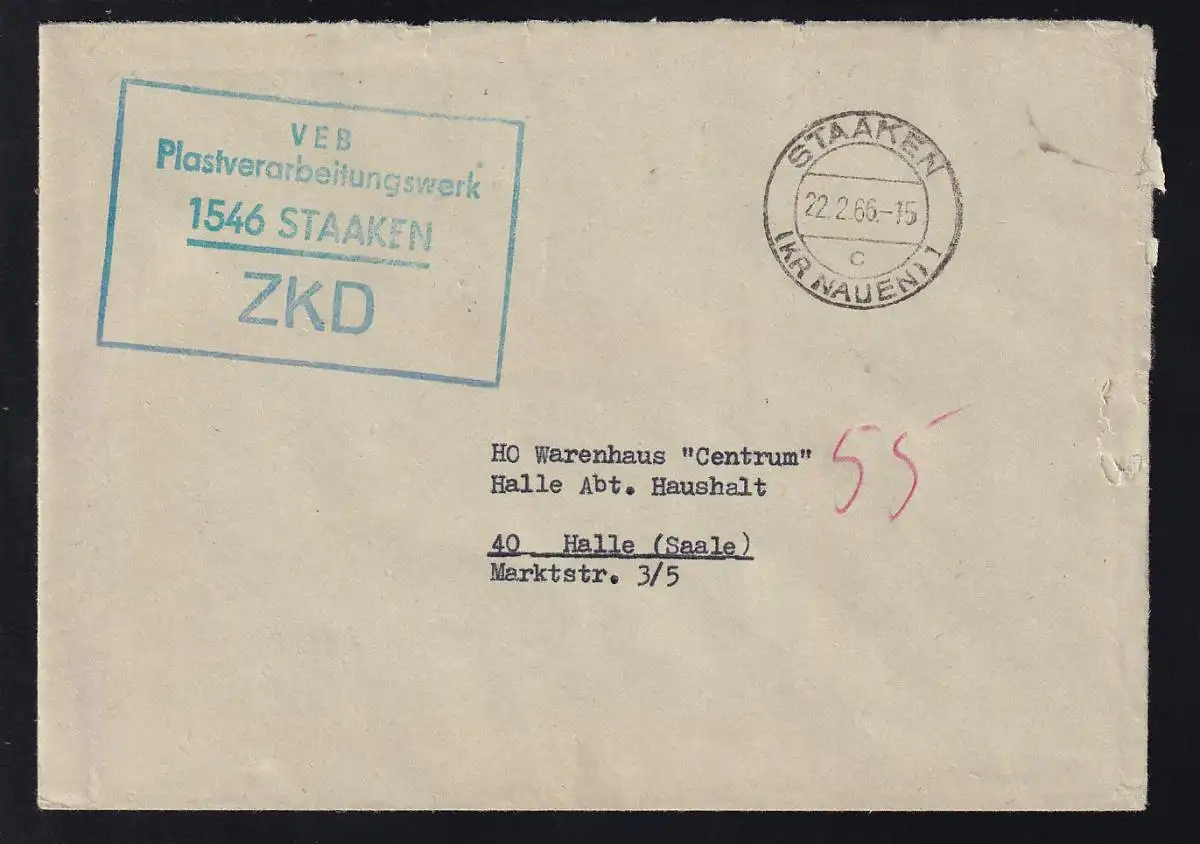 VEB
Plastverarbeitungswerk
1546 STAAKEN
ZKD
STAAKEN
22.2.66.-15
c
(KR NAUEN) 1
HO Warenhaus "Centrum"
Halle Abt. Haushalt
55
40 Halle (Saale)
Marktstr. 3/5